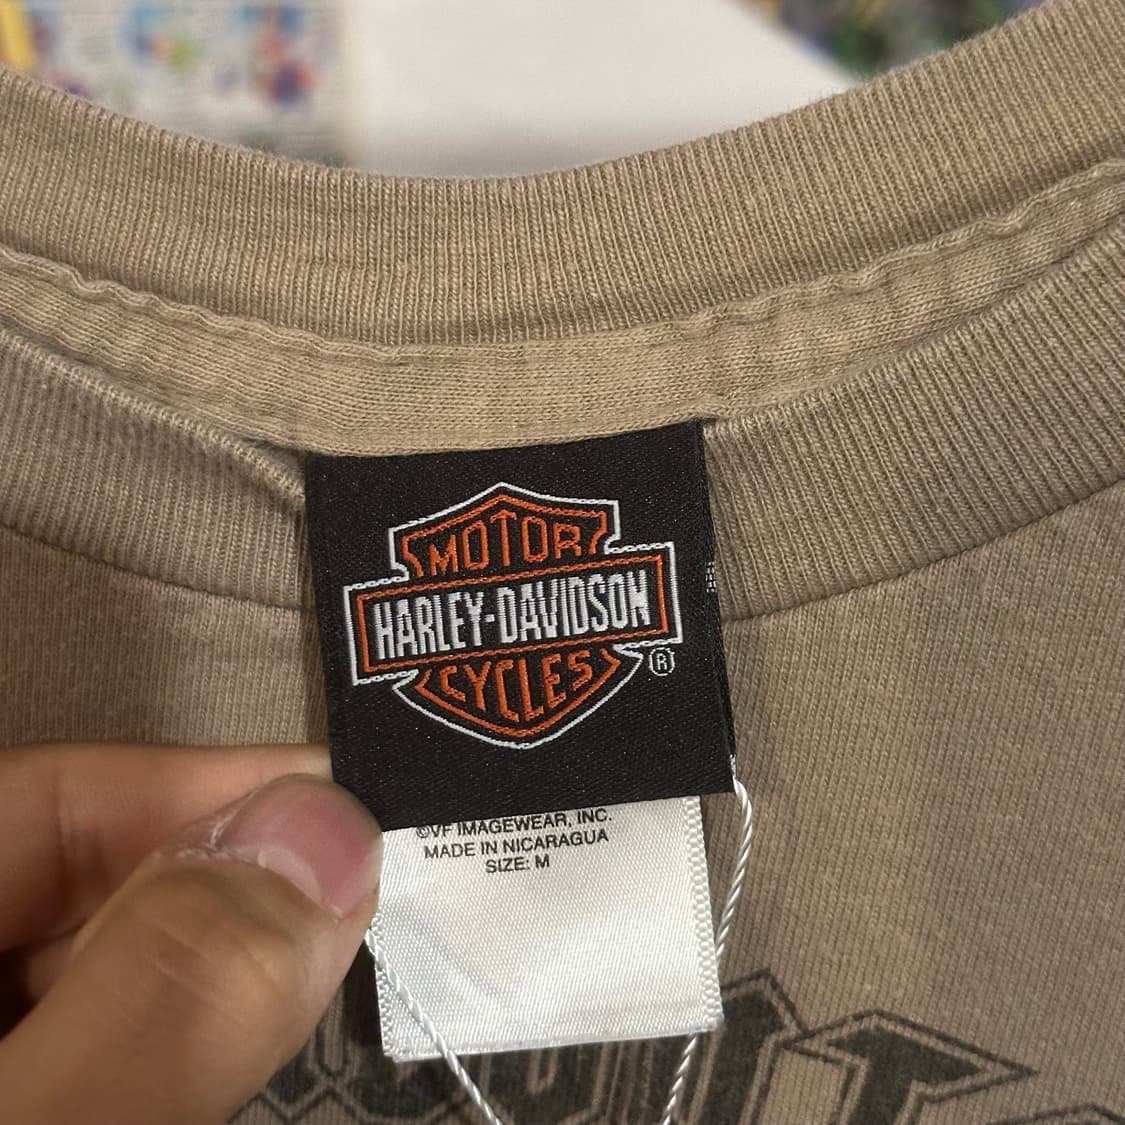 MOTOR
HARLEY-DAVIDSON
CYCLES
®
©VF IMAGEWEAR, INC.
MADE IN NICARAGUA
SIZE: M